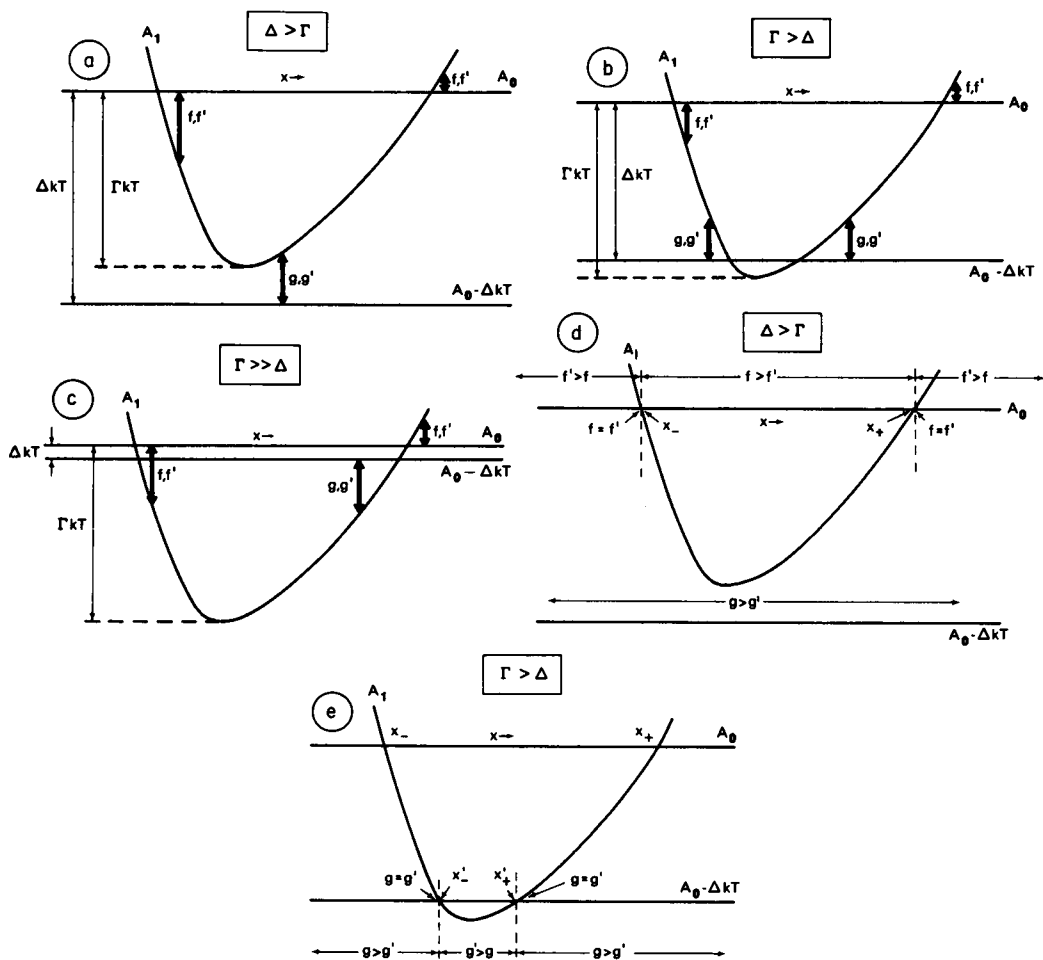 Δ > Γ
a
A₁
x→
f,f'
A₀
f,f'
ΔkT
ΓkT
g,g'
A₀-ΔkT
Γ > Δ
b
A₁
x→
f,f'
A₀
f,f'
ΓkT
ΔkT
g,g'
g,g'
A₀-ΔkT
Γ >> Δ
c
A₁
x→
f,f'
A₀
ΔkT
A₀-ΔkT
f,f'
g,g'
ΓkT
Δ > Γ
d
A₁
f'>f
f>f'
f'>f
A₀
f=f'
x₋
x→
x₊
f=f'
g>g'
A₀-ΔkT
Γ > Δ
e
A₁
x₋
x→
x₊
A₀
g=g'
x'₋
x'₊
g=g'
A₀-ΔkT
g>g'
g'>g
g>g'